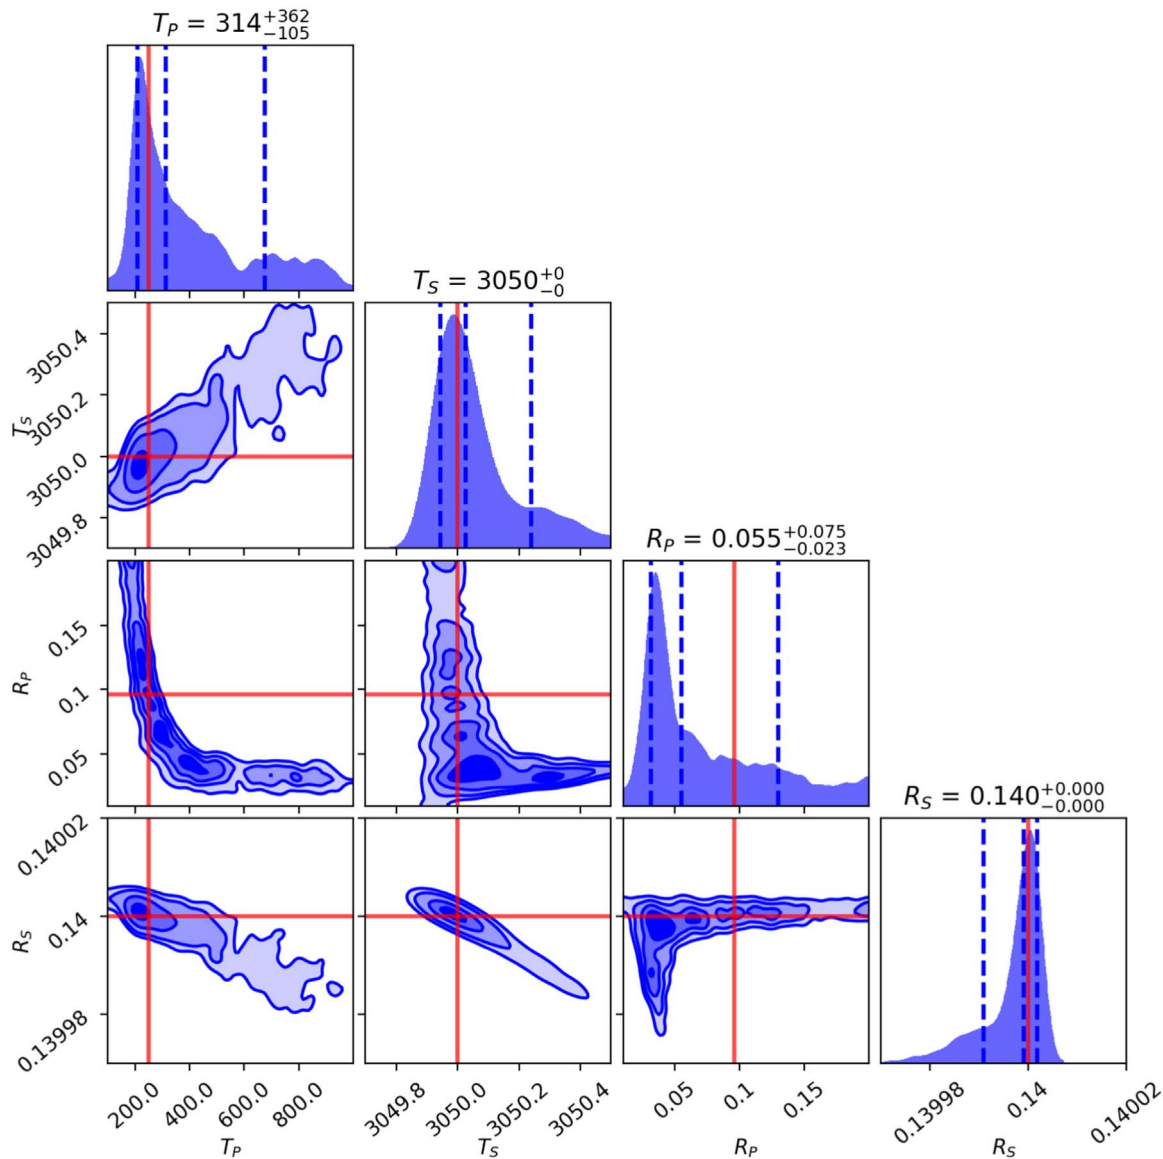 T_P = 314^{+362}_{-105}
T_S = 3050^{+0}_{-0}
3050.4
3050.2
3050.0
3049.8
T_S
R_P = 0.055^{+0.075}_{-0.023}
0.15
0.1
0.05
R_P
R_S = 0.140^{+0.000}_{-0.000}
0.14002
0.14
0.13998
R_S
200.0 400.0 600.0 800.0 3049.8 3050.0 3050.2 3050.4 0.05 0.1 0.15 0.13998 0.14 0.14002
T_P T_S R_P R_S